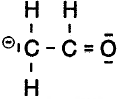 H H
⊖ C – C = O
H